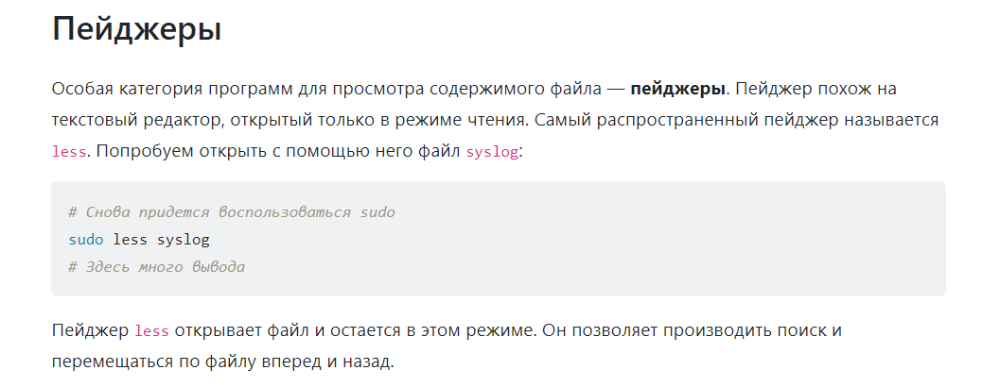 Пейджеры
Особая категория программ для просмотра содержимого файла — пейджеры. Пейджер похож на
текстовый редактор, открытый только в режиме чтения. Самый распространенный пейджер называется
less. Попробуем открыть с помощью него файл syslog:
# Снова придется воспользоваться sudo
sudo less syslog
# Здесь много вывода
Пейджер less открывает файл и остается в этом режиме. Он позволяет производить поиск и
перемещаться по файлу вперед и назад.